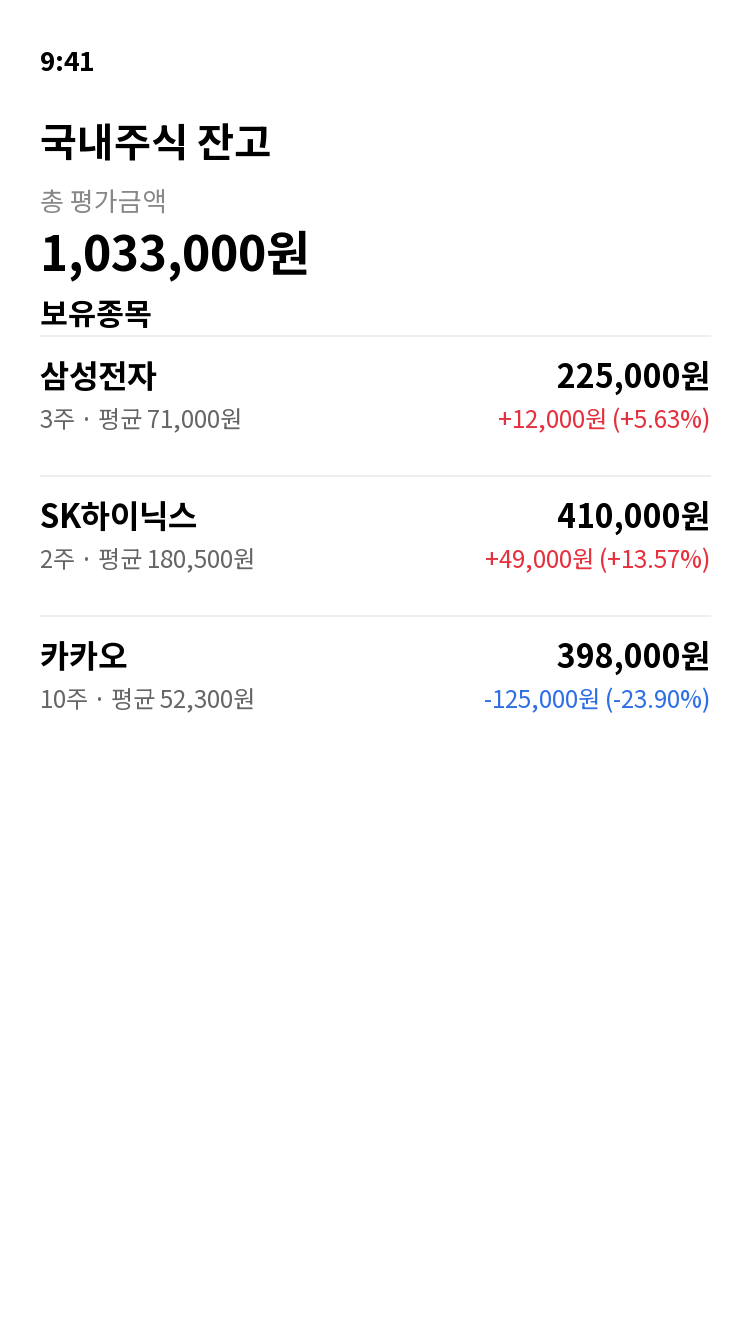 9:41
국내주식 잔고
총 평가금액
1,033,000원
보유종목
삼성전자 225,000원
3주 · 평균 71,000원 +12,000원 (+5.63%)
SK하이닉스 410,000원
2주 · 평균 180,500원 +49,000원 (+13.57%)
카카오 398,000원
10주 · 평균 52,300원 -125,000원 (-23.90%)